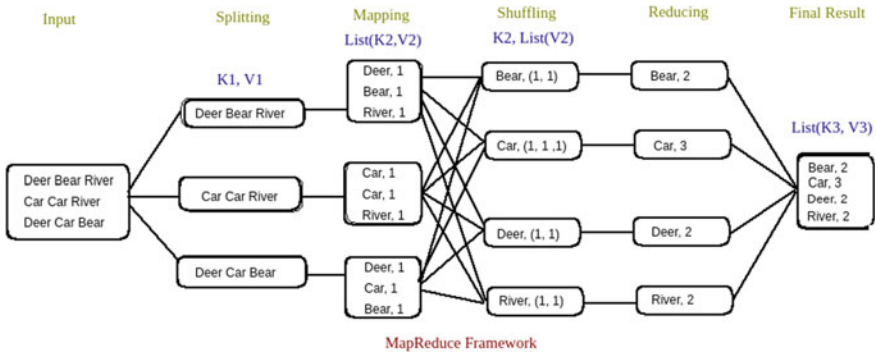 Input
Splitting
Mapping
Shuffling
Reducing
Final Result
List(K2,V2)
K2, List(V2)
K1, V1
List(K3, V3)
Deer Bear River
Car Car River
Deer Car Bear
Deer Bear River
Car Car River
Deer Car Bear
Deer, 1
Bear, 1
River, 1
Car, 1
Car, 1
River, 1
Deer, 1
Car, 1
Bear, 1
Bear, (1, 1)
Car, (1, 1 ,1)
Deer, (1, 1)
River, (1, 1)
Bear, 2
Car, 3
Deer, 2
River, 2
Bear, 2
Car, 3
Deer, 2
River, 2
MapReduce Framework